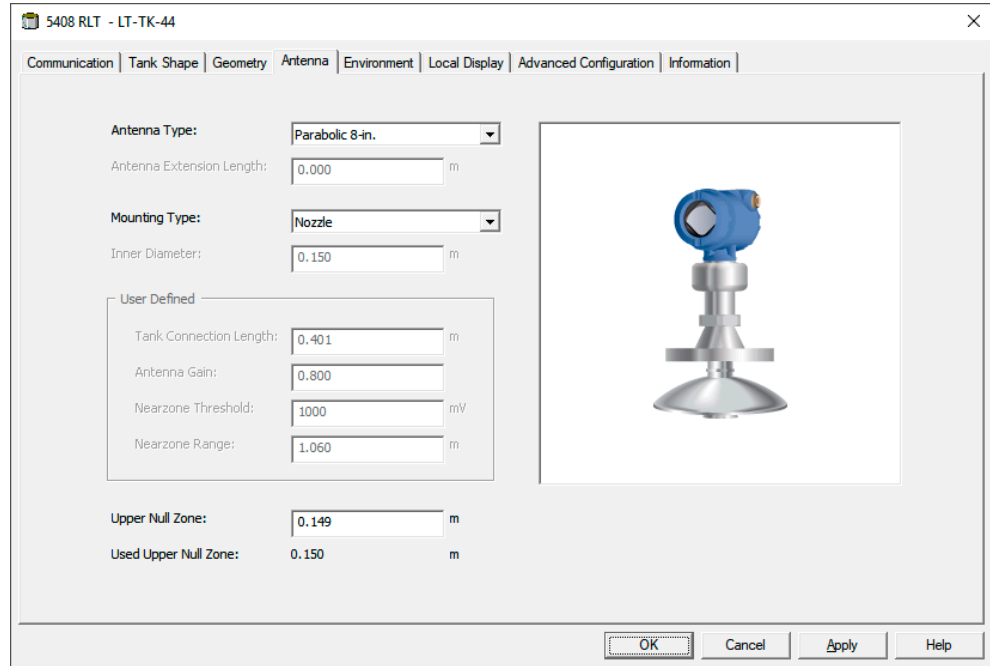 5408 RLT - LT-TK-44
Communication Tank Shape Geometry Antenna Environment Local Display Advanced Configuration Information
Antenna Type: Parabolic 8-in.
Antenna Extension Length: 0.000 m
Mounting Type: Nozzle
Inner Diameter: 0.150 m
User Defined
Tank Connection Length: 0.401 m
Antenna Gain: 0.800
Nearzone Threshold: 1000 mV
Nearzone Range: 1.060 m
Upper Null Zone: 0.149 m
Used Upper Null Zone: 0.150 m
OK Cancel Apply Help